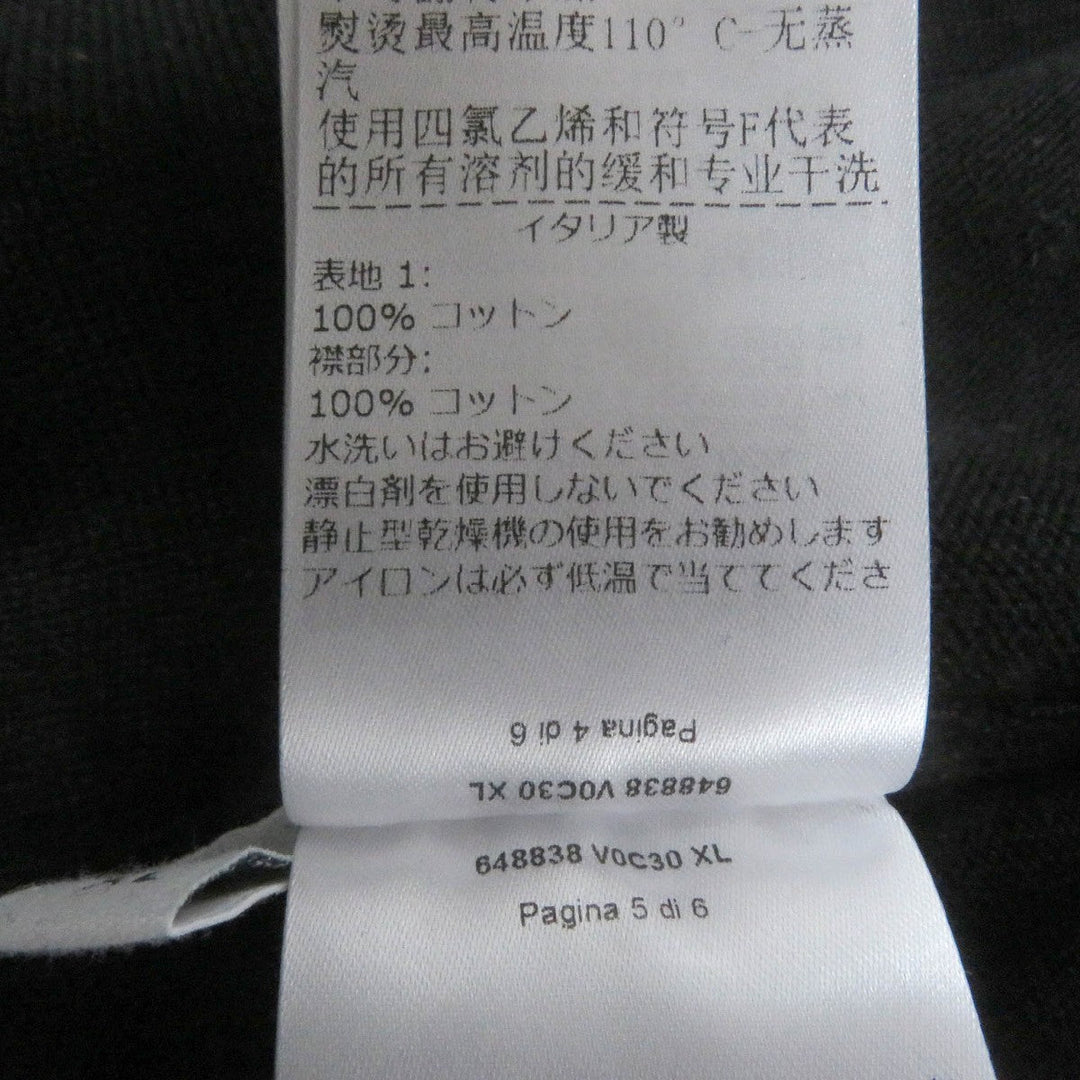 熨烫最高温度110° C-无蒸
汽
使用四氯乙烯和符号F代表
的所有溶剂的缓和专业干洗
イタリア製
表地 1:
100% コットン
襟部分:
100% コットン
水洗いはお避けください
漂白剤を使用しないでください
静止型乾燥機の使用をお勧めします
アイロンは必ず低温で当ててくださ
Pagina 4 di 6
648838 V0C30 XL
648838 V0C30 XL
Pagina 5 di 6